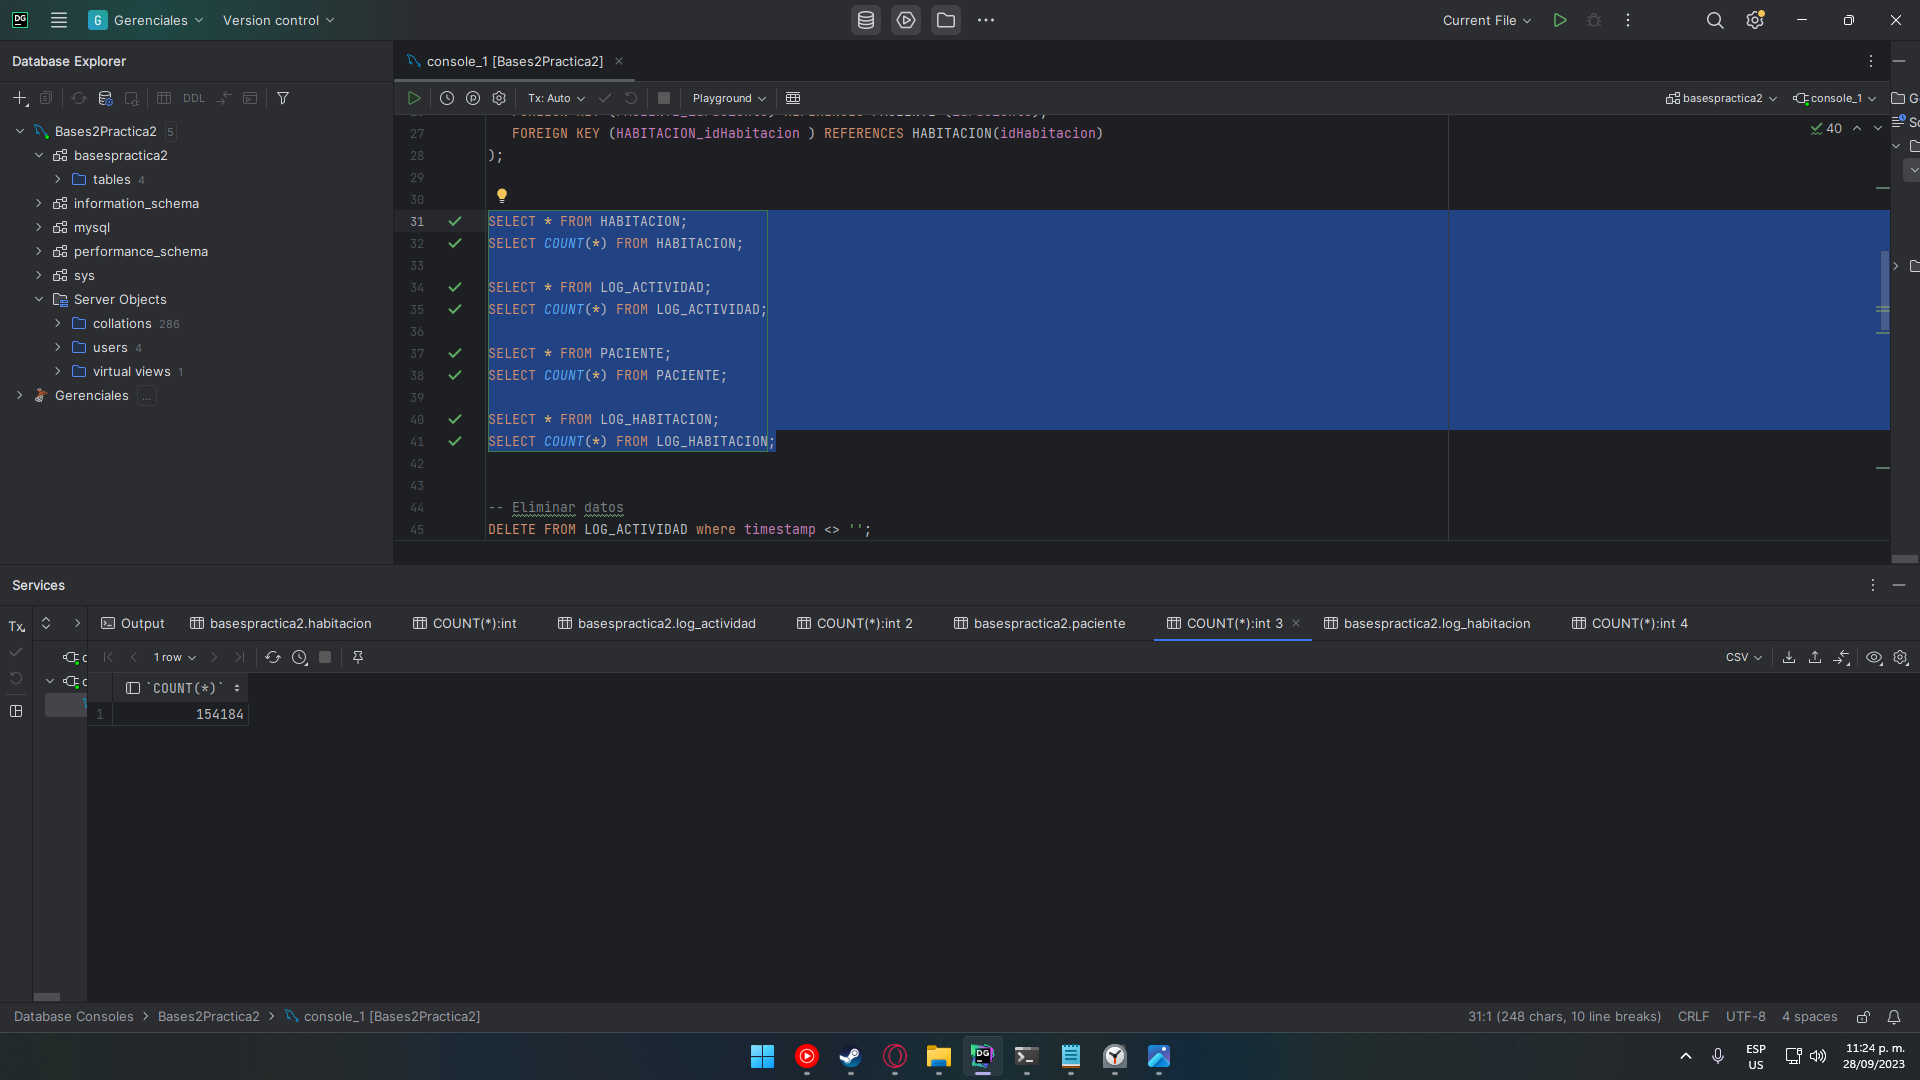 DG
G Gerenciales
Version control
Current File
Database Explorer
console_1 [Bases2Practica2]
DDL
Tx: Auto
Playground
basespractica2
console_1
Bases2Practica2 5
basespractica2
tables 4
information_schema
mysql
performance_schema
sys
Server Objects
collations 286
users 4
virtual views 1
Gerenciales ...
40
27 FOREIGN KEY (HABITACION_idHabitacion ) REFERENCES HABITACION(idHabitacion)
28 );
29
30
31 SELECT * FROM HABITACION;
32 SELECT COUNT(*) FROM HABITACION;
33
34 SELECT * FROM LOG_ACTIVIDAD;
35 SELECT COUNT(*) FROM LOG_ACTIVIDAD;
36
37 SELECT * FROM PACIENTE;
38 SELECT COUNT(*) FROM PACIENTE;
39
40 SELECT * FROM LOG_HABITACION;
41 SELECT COUNT(*) FROM LOG_HABITACION;
42
43
44 -- Eliminar datos
45 DELETE FROM LOG_ACTIVIDAD where timestamp <> '';
Services
Tx
Output
basespractica2.habitacion
COUNT(*):int
basespractica2.log_actividad
COUNT(*):int 2
basespractica2.paciente
COUNT(*):int 3
basespractica2.log_habitacion
COUNT(*):int 4
1 row
CSV
`COUNT(*)`
1 154184
Database Consoles > Bases2Practica2 > console_1 [Bases2Practica2]
31:1 (248 chars, 10 line breaks)
CRLF
UTF-8
4 spaces
DG
ESP
US
11:24 p. m.
28/09/2023